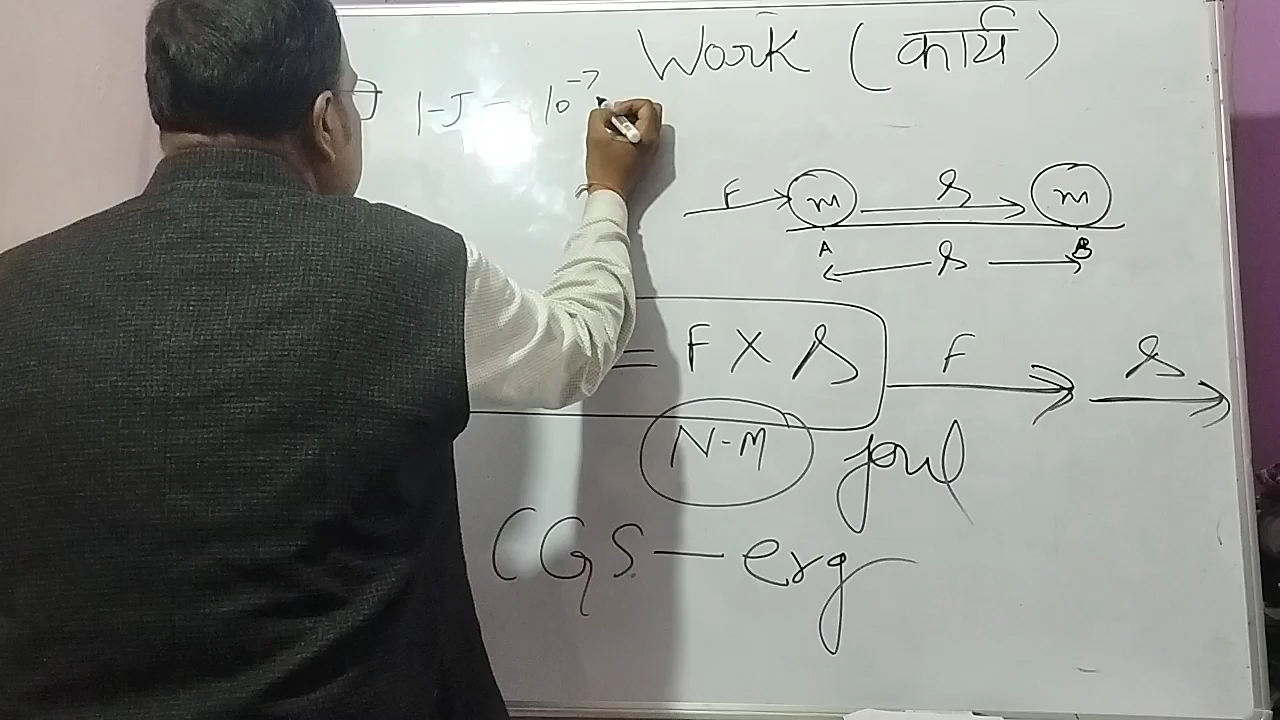 Work (कार्य)
1-J = 10⁻⁷
F m s m
A s B
= F X s F s
N-M joul
CGS — erg